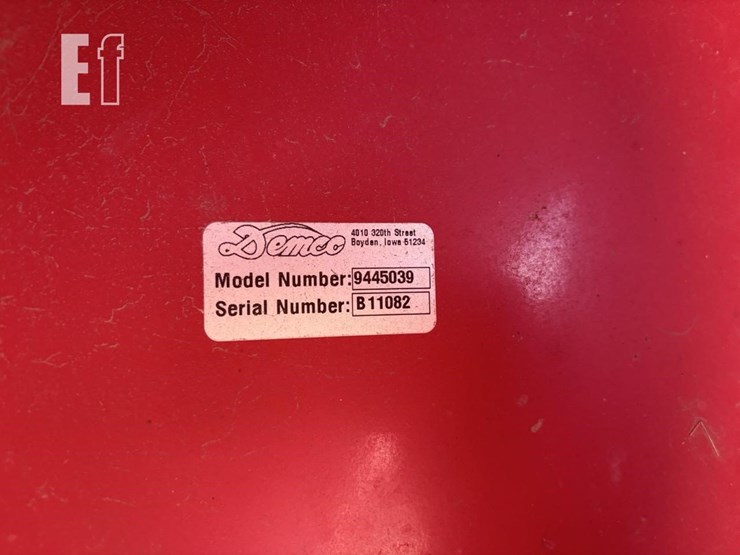 Ef
Demco
4010 320th Street
Boyden, Iowa 51234
Model Number: 9445039
Serial Number: B11082